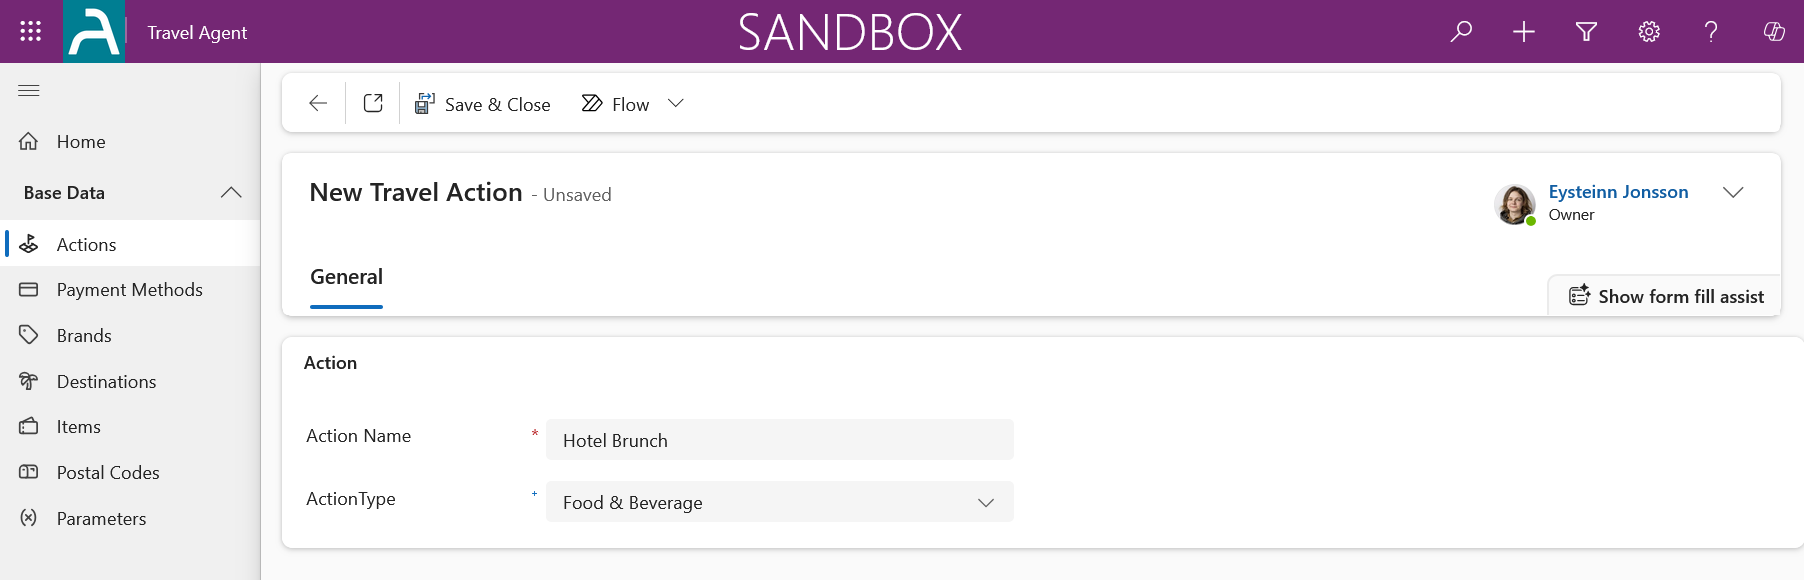 Travel Agent
SANDBOX
Save & Close
Flow
Home
Base Data
Actions
Payment Methods
Brands
Destinations
Items
Postal Codes
Parameters
New Travel Action - Unsaved
Eysteinn Jonsson
Owner
General
Show form fill assist
Action
Action Name * Hotel Brunch
ActionType + Food & Beverage